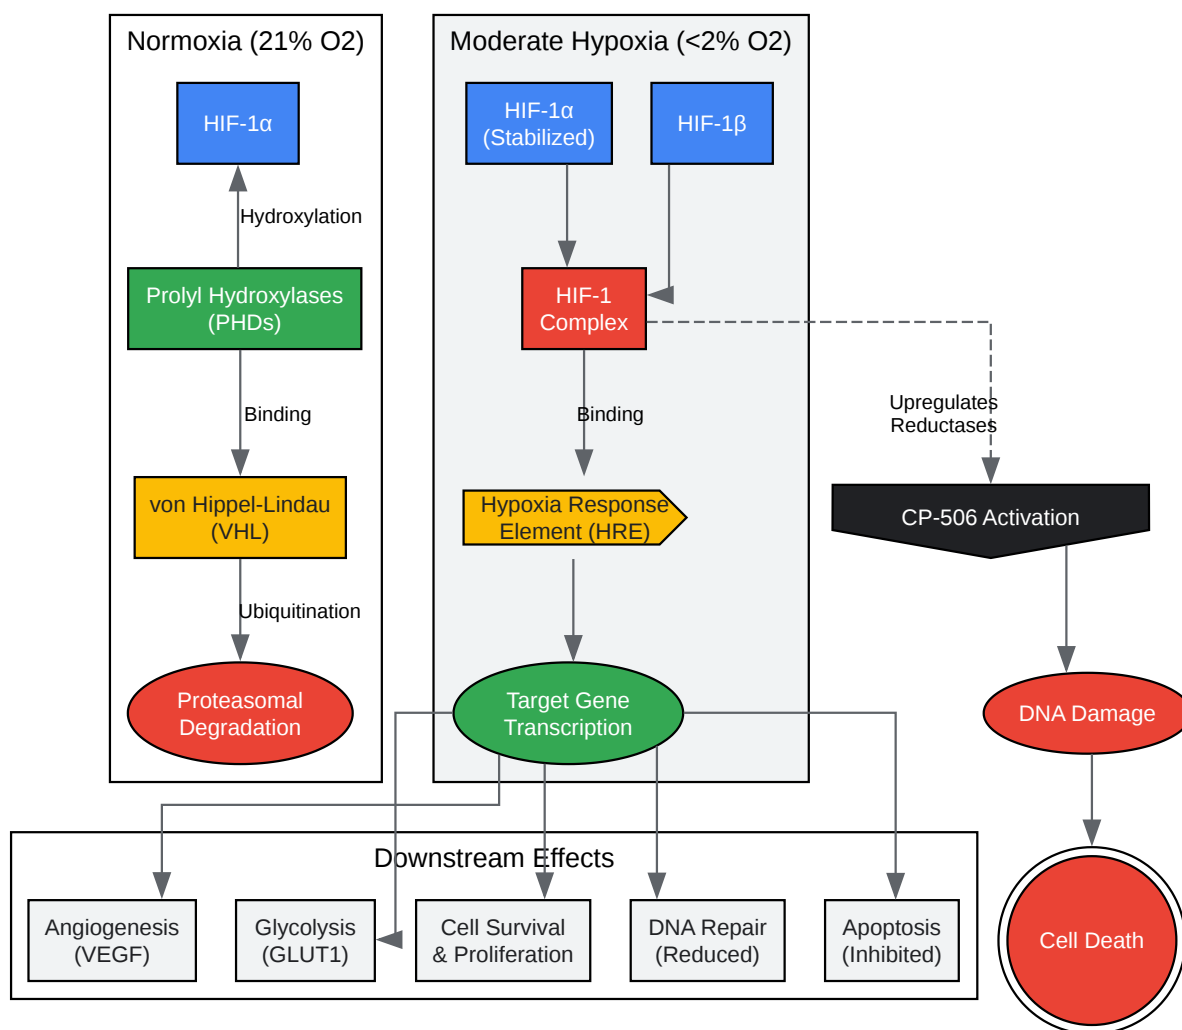 Normoxia (21% O2)
HIF-1α
Hydroxylation
Prolyl Hydroxylases
(PHDs)
Binding
von Hippel-Lindau
(VHL)
Ubiquitination
Proteasomal
Degradation
Moderate Hypoxia (<2% O2)
HIF-1α
(Stabilized)
HIF-1β
HIF-1
Complex
Binding
Hypoxia Response
Element (HRE)
Target Gene
Transcription
Upregulates
Reductases
CP-506 Activation
DNA Damage
Cell Death
Downstream Effects
Angiogenesis
(VEGF)
Glycolysis
(GLUT1)
Cell Survival
& Proliferation
DNA Repair
(Reduced)
Apoptosis
(Inhibited)